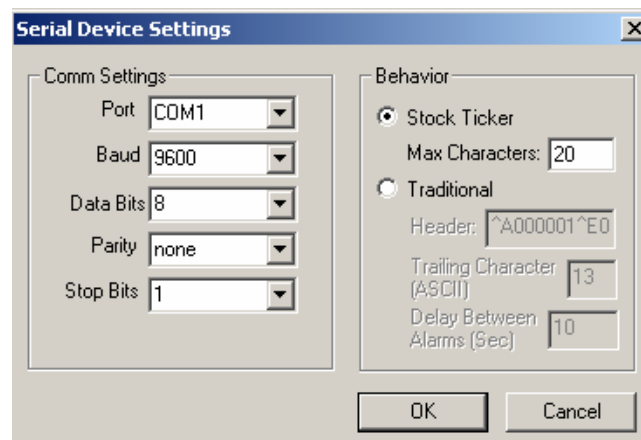 Serial Device Settings
Comm Settings
Port COM1
Baud 9600
Data Bits 8
Parity none
Stop Bits 1
Behavior
Stock Ticker
Max Characters: 20
Traditional
Header: ^A000001^E0
Trailing Character
(ASCII) 13
Delay Between
Alarms (Sec) 10
OK Cancel